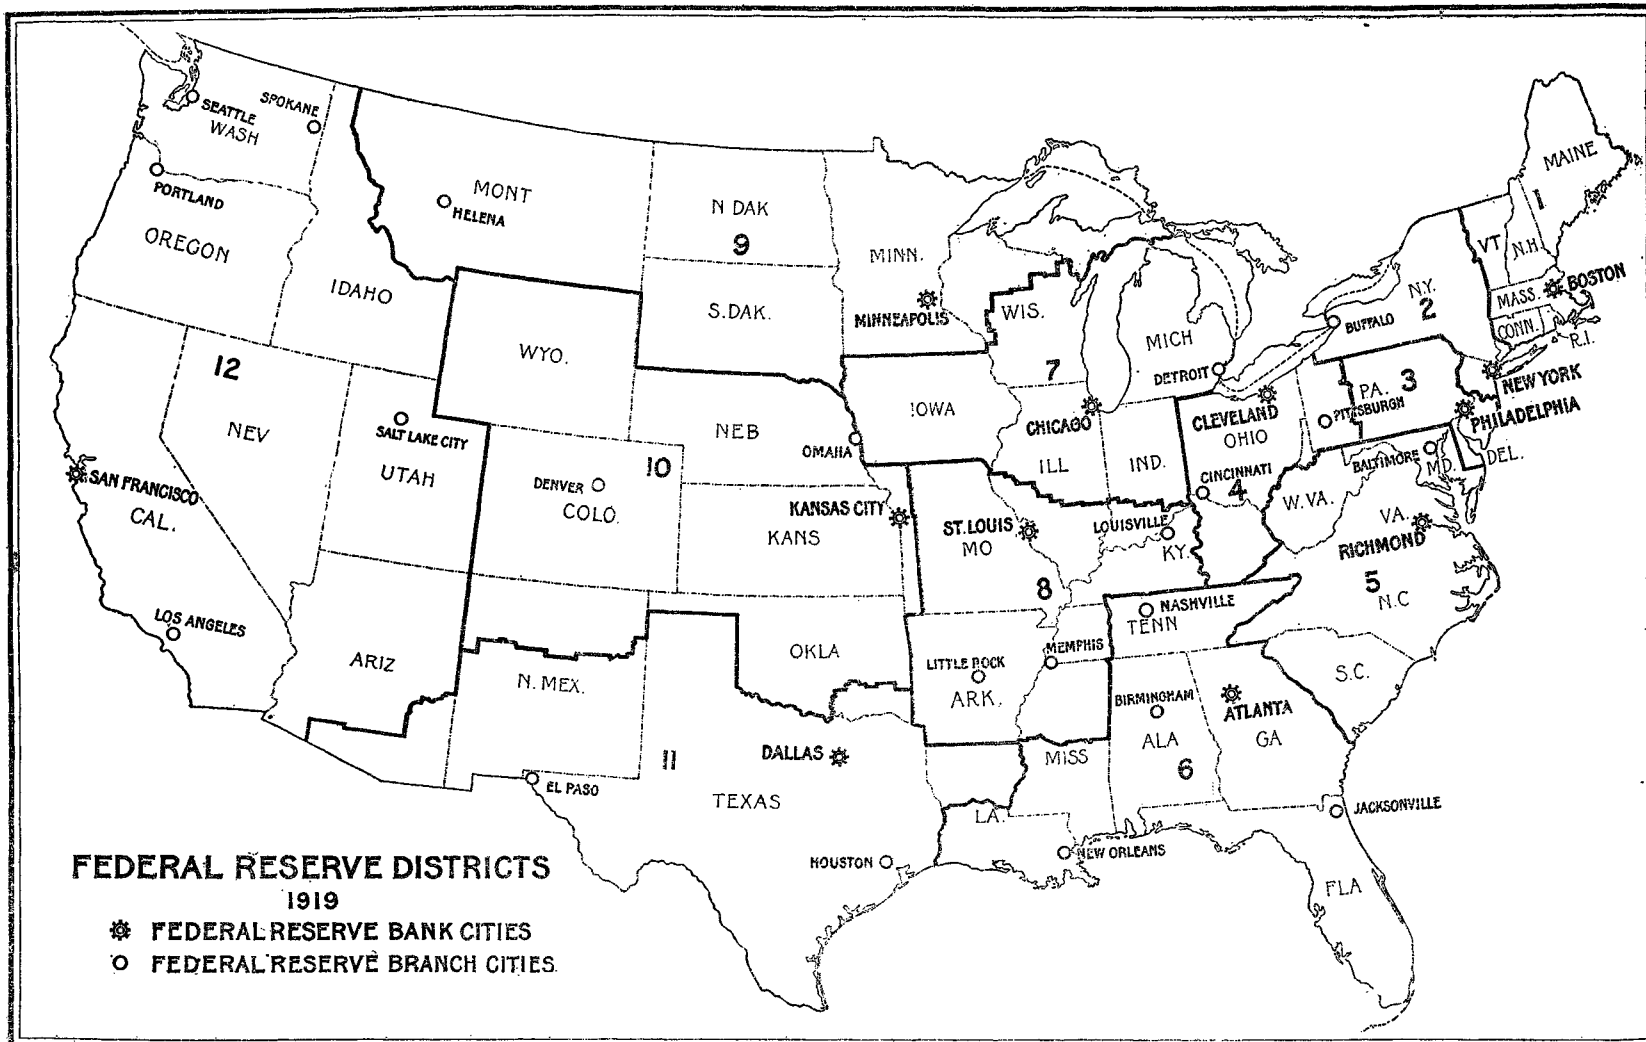 SEATTLE
WASH
SPOKANE
PORTLAND
OREGON
IDAHO
MONT
HELENA
N DAK
9
S.DAK.
MINN.
MINNEAPOLIS
WIS.
7
MICH
DETROIT
MAINE
1
VT
N.H.
MASS.
BOSTON
CONN.
R.I.
N.Y.
2
BUFFALO
NEW YORK
PA.
3
PITTSBURGH
PHILADELPHIA
12
NEV
WYO.
SALT LAKE CITY
UTAH
SAN FRANCISCO
CAL.
LOS ANGELES
ARIZ
NEB
OMAHA
10
DENVER
COLO.
KANSAS CITY
KANS
IOWA
CHICAGO
ILL
IND.
CLEVELAND
OHIO
CINCINNATI
4
BALTIMORE
MD.
DEL.
W.VA.
VA.
RICHMOND
5
N.C
S.C.
ST. LOUIS
MO
8
LOUISVILLE
KY.
NASHVILLE
TENN
MEMPHIS
LITTLE ROCK
ARK.
OKLA
N. MEX.
EL PASO
11
DALLAS
TEXAS
HOUSTON
LA.
NEW ORLEANS
MISS
BIRMINGHAM
ALA
6
ATLANTA
GA
JACKSONVILLE
FLA
FEDERAL RESERVE DISTRICTS
1919
FEDERAL RESERVE BANK CITIES
FEDERAL RESERVE BRANCH CITIES.